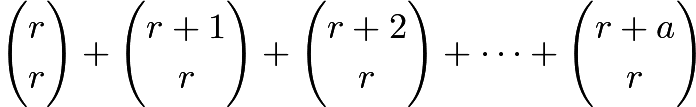 $\binom{r}{r} + \binom{r+1}{r} + \binom{r+2}{r} + \cdots + \binom{r+a}{r}$